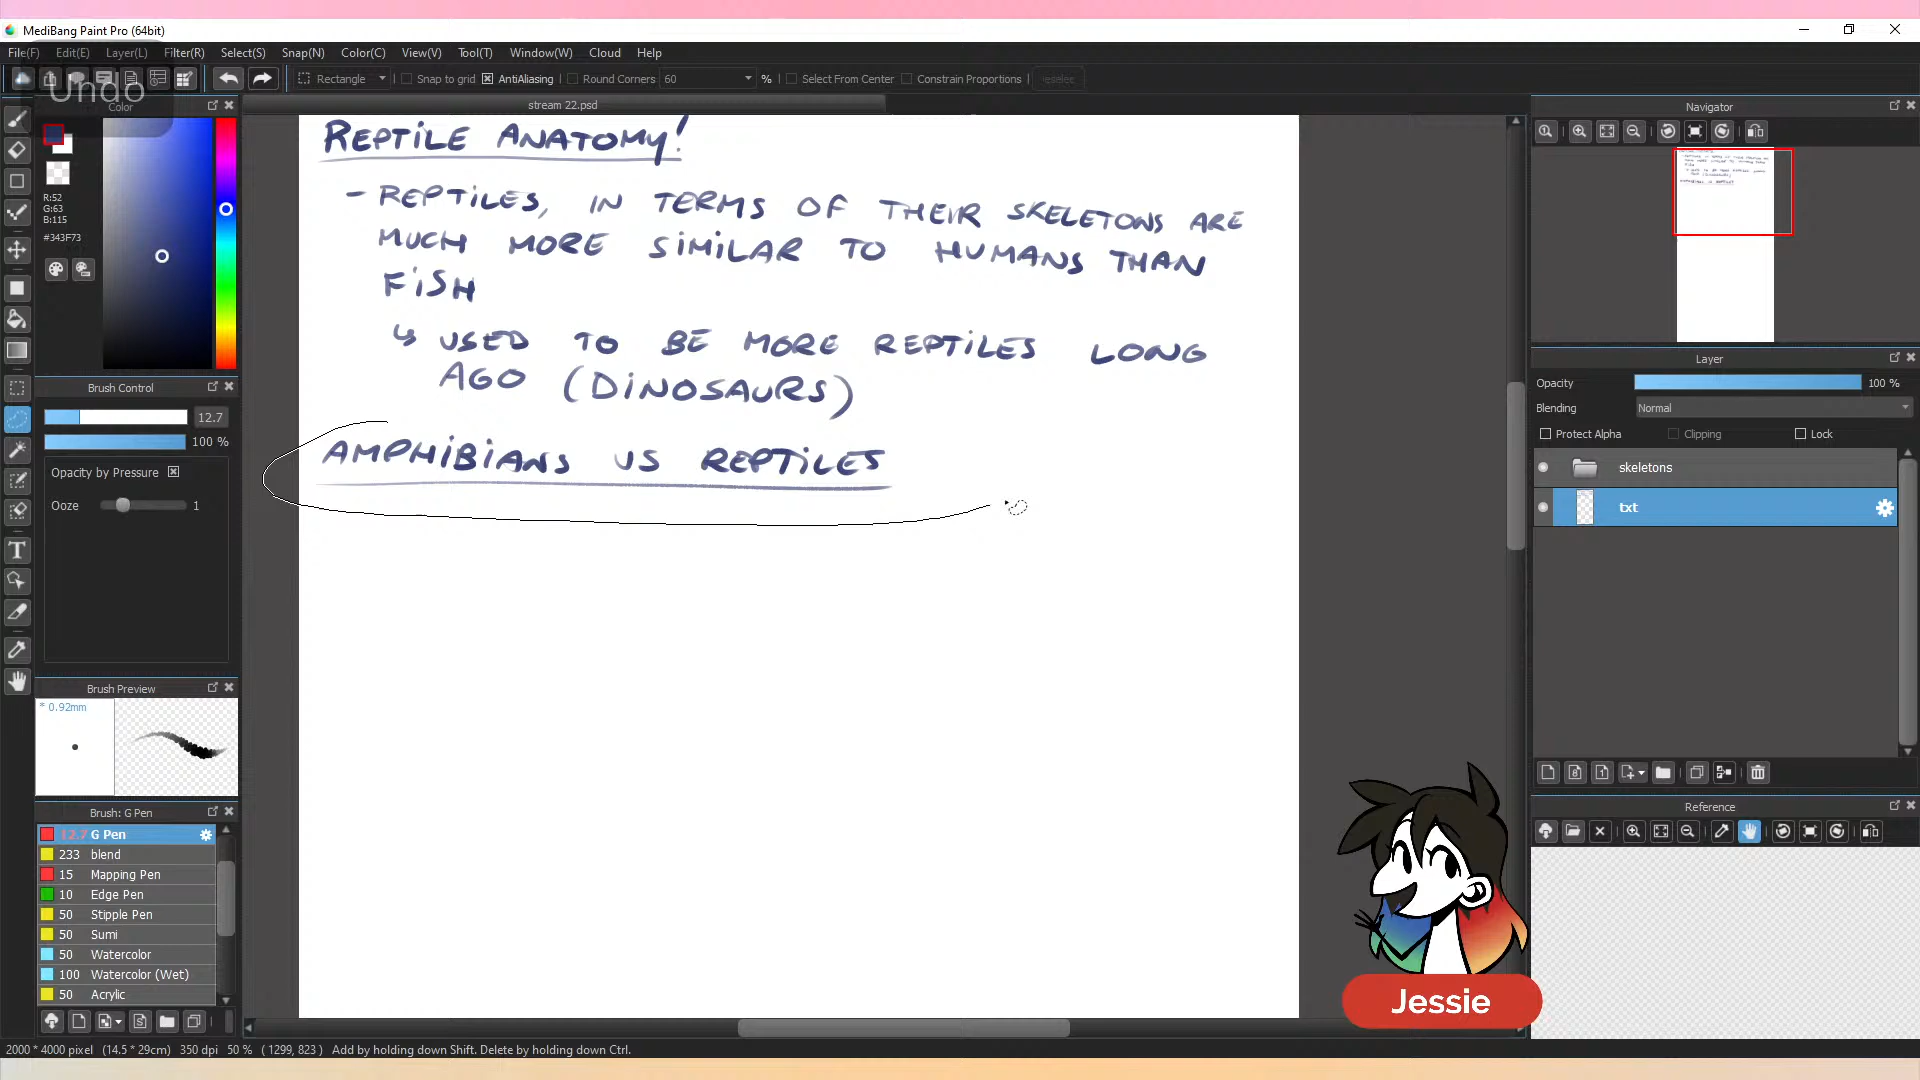 MediBang Paint Pro (64bit)
File(F) Edit(E) Layer(L) Filter(R) Select(S) Snap(N) Color(C) View(V) Tool(T) Window(W) Cloud Help
Undo
Rectangle Snap to grid AntiAliasing Round Corners 60 % Select From Center Constrain Proportions
Color
stream 22.psd
Navigator
R:52
G:63
B:115
#343F73
REPTILE ANATOMY!
- REPTILES, IN TERMS OF THEIR SKELETONS ARE
MUCH MORE SIMILAR TO HUMANS THAN
FISH
↳ USED TO BE MORE REPTILES LONG
AGO (DINOSAURS)
AMPHIBIANS VS REPTILES
Brush Control
12.7
100 %
Opacity by Pressure
Ooze 1
Brush Preview
* 0.92mm
Brush: G Pen
12.7 G Pen
233 blend
15 Mapping Pen
10 Edge Pen
50 Stipple Pen
50 Sumi
50 Watercolor
100 Watercolor (Wet)
50 Acrylic
Layer
Opacity 100 %
Blending Normal
Protect Alpha Clipping Lock
skeletons
txt
Reference
Jessie
2000 * 4000 pixel (14.5 * 29cm) 350 dpi 50 % ( 1299, 823 ) Add by holding down Shift. Delete by holding down Ctrl.